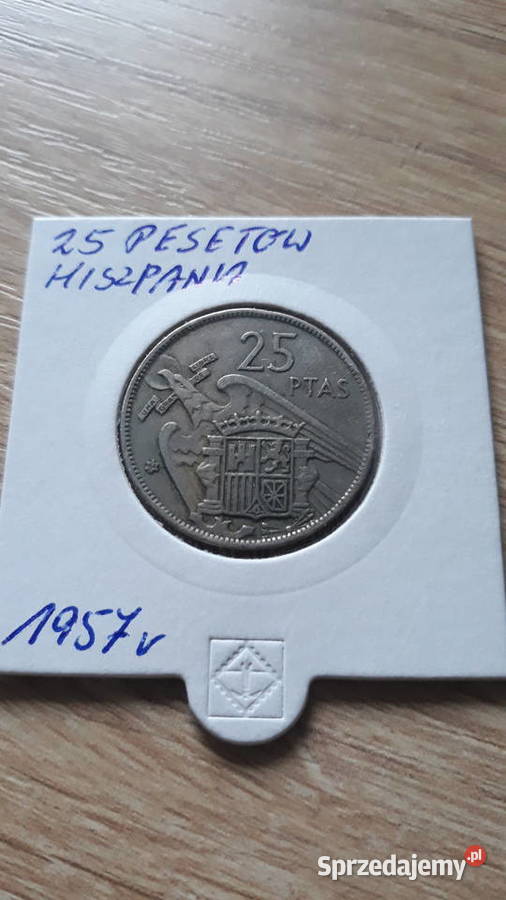 25 PESETOW
HISZPANIA
25
PTAS
1957r
Sprzedajemy.pl